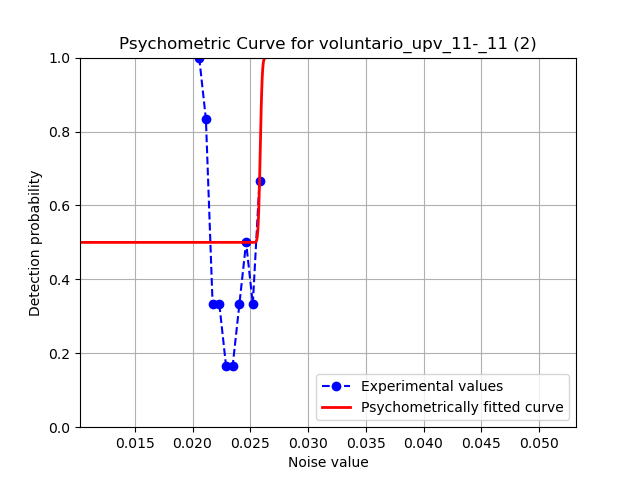 Psychometric Curve for voluntario_upv_11-_11 (2)
1.0
0.8
0.6
0.4
0.2
0.0
Detection probability
Experimental values
Psychometrically fitted curve
0.015 0.020 0.025 0.030 0.035 0.040 0.045 0.050
Noise value